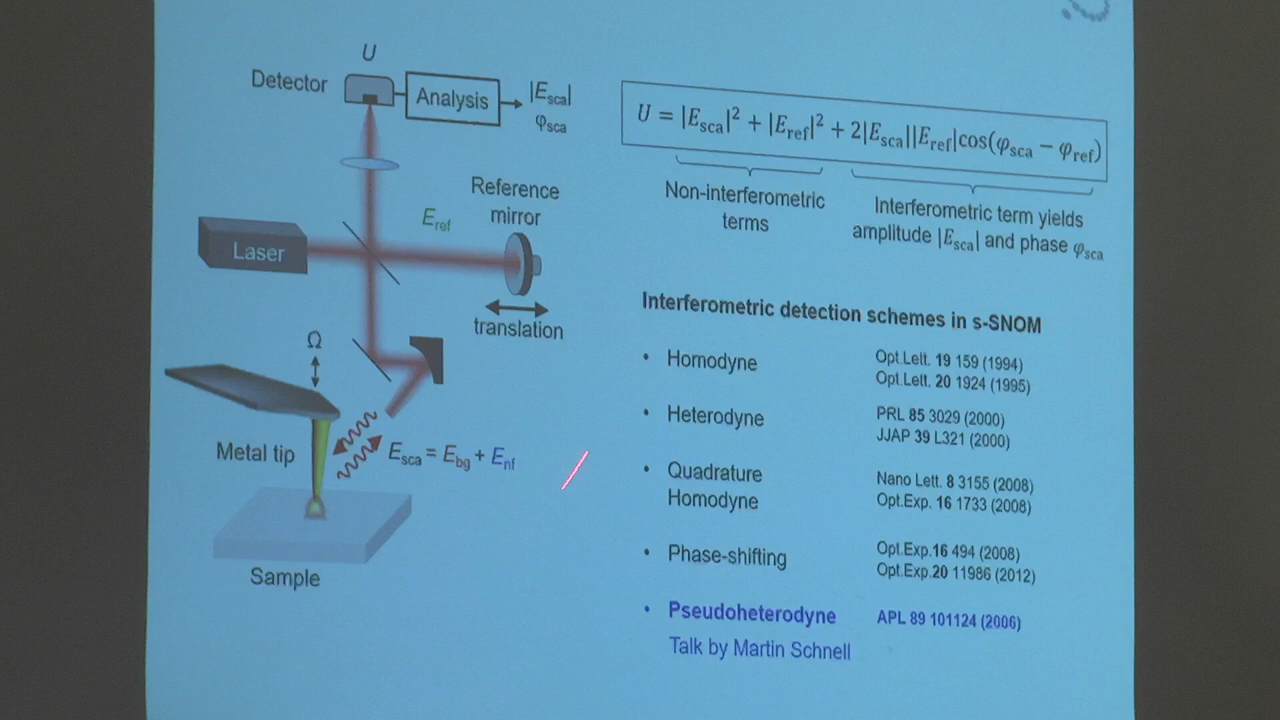 U
Detector
Analysis
|E_sca|
φ_sca
Reference
mirror
E_ref
Laser
translation
Ω
Metal tip
E_sca = E_bg + E_nf
Sample
U = |E_sca|² + |E_ref|² + 2|E_sca||E_ref|cos(φ_sca − φ_ref)
Non-interferometric
terms
Interferometric term yields
amplitude |E_sca| and phase φ_sca
Interferometric detection schemes in s-SNOM
• Homodyne
Opt.Lett. 19 159 (1994)
Opt.Lett. 20 1924 (1995)
• Heterodyne
PRL 85 3029 (2000)
JJAP 39 L321 (2000)
• Quadrature
Homodyne
Nano Lett. 8 3155 (2008)
Opt.Exp. 16 1733 (2008)
• Phase-shifting
Opt.Exp.16 494 (2008)
Opt.Exp.20 11986 (2012)
• Pseudoheterodyne
APL 89 101124 (2006)
Talk by Martin Schnell